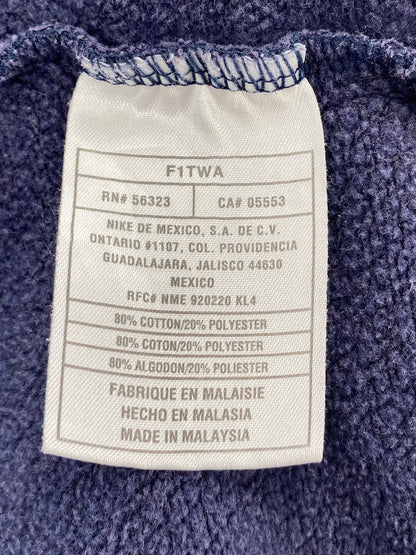 F1TWA
RN# 56323 CA# 05553
NIKE DE MEXICO, S.A. DE C.V.
ONTARIO #1107, COL. PROVIDENCIA
GUADALAJARA, JALISCO 44630
MEXICO
RFC# NME 920220 KL4
80% COTTON/20% POLYESTER
80% COTON/20% POLYESTER
80% ALGODON/20% POLIESTER
FABRIQUE EN MALAISIE
HECHO EN MALASIA
MADE IN MALAYSIA